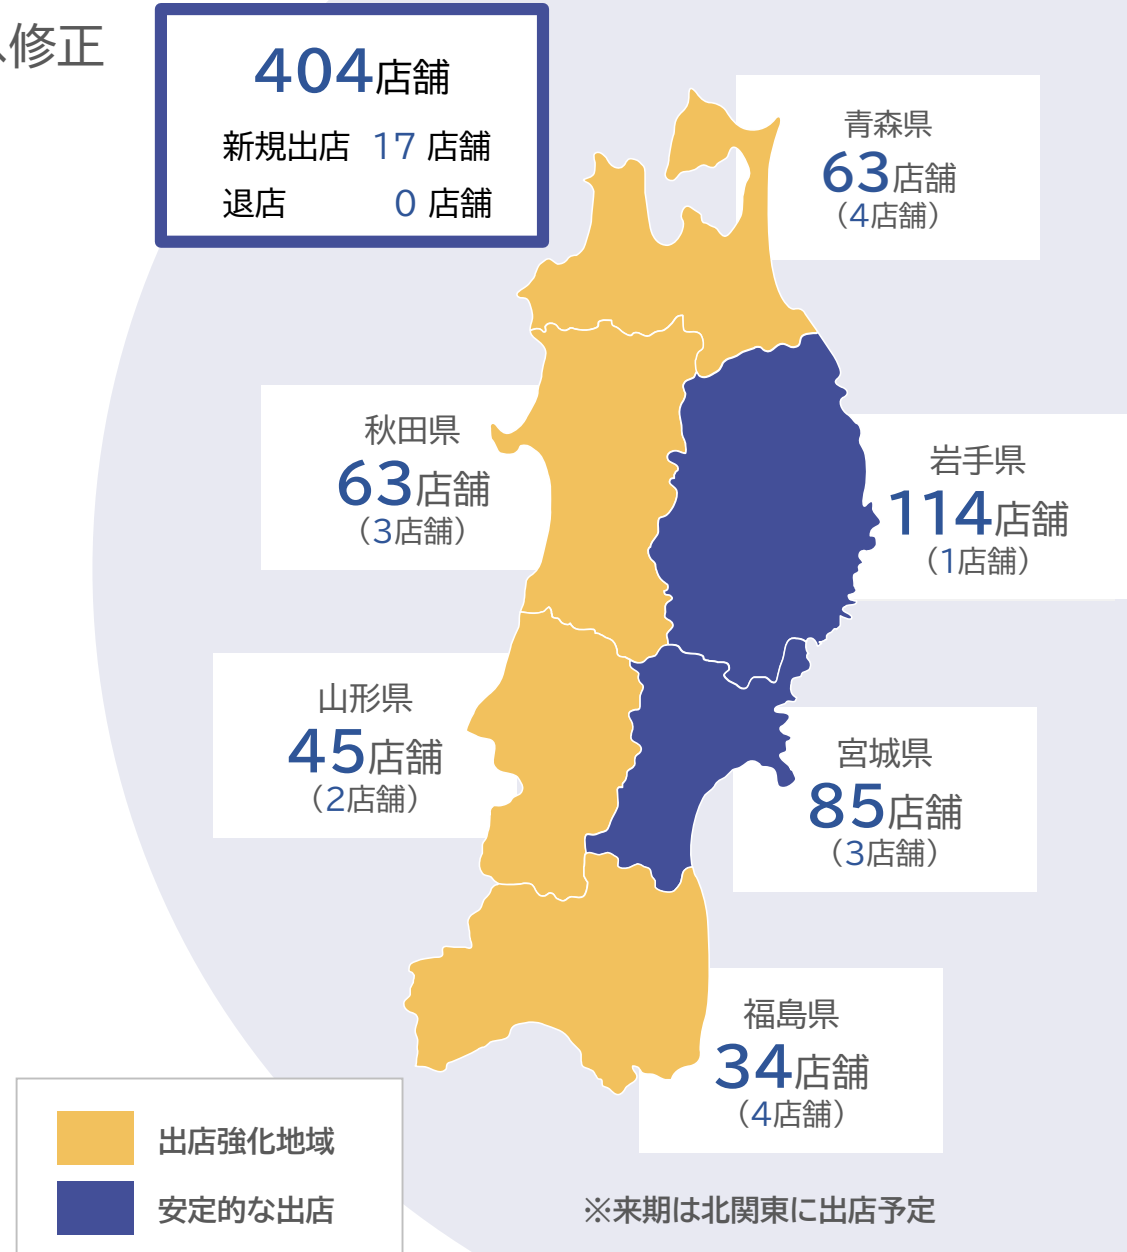 へ修正
404店舗
新規出店 17 店舗
退店 0 店舗
青森県
63店舗
（4店舗）
秋田県
63店舗
（3店舗）
岩手県
114店舗
（1店舗）
山形県
45店舗
（2店舗）
宮城県
85店舗
（3店舗）
福島県
34店舗
（4店舗）
出店強化地域
安定的な出店
※来期は北関東に出店予定